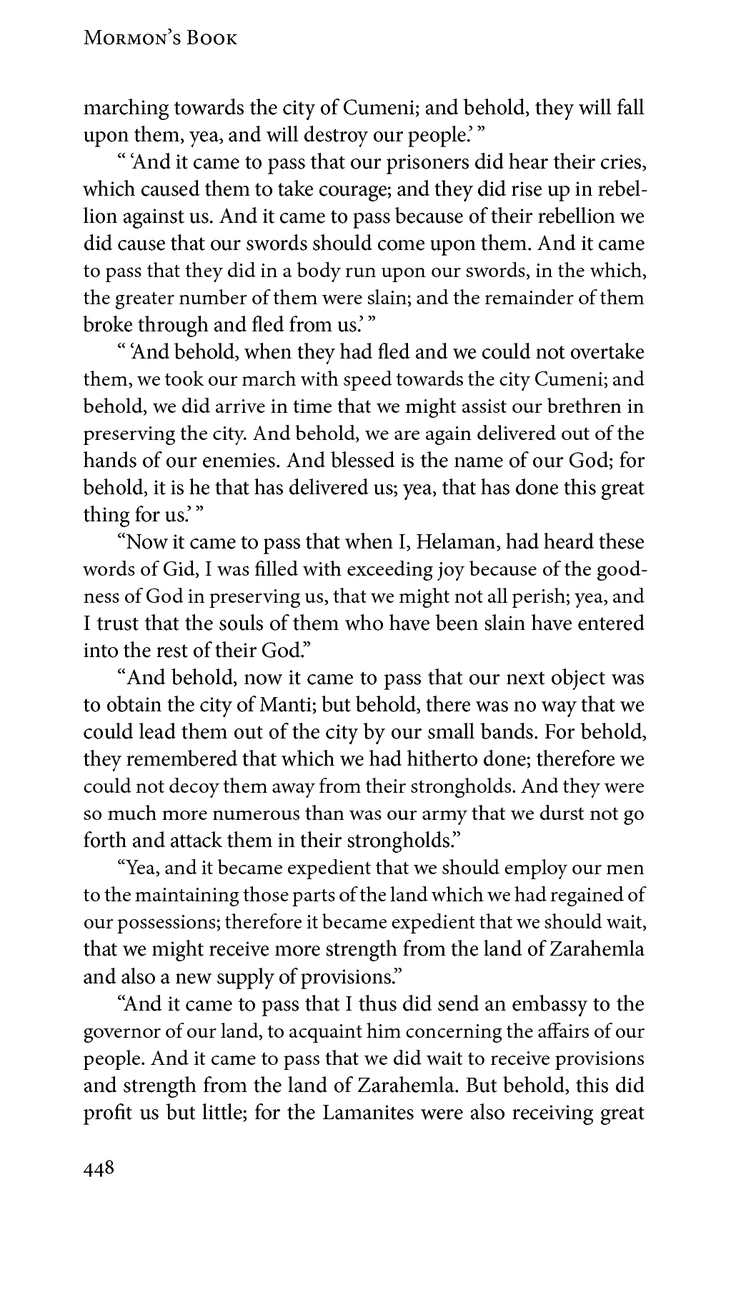 Mormon’s Book
marching towards the city of Cumeni; and behold, they will fall
upon them, yea, and will destroy our people.’ ”
“ ‘And it came to pass that our prisoners did hear their cries,
which caused them to take courage; and they did rise up in rebel-
lion against us. And it came to pass because of their rebellion we
did cause that our swords should come upon them. And it came
to pass that they did in a body run upon our swords, in the which,
the greater number of them were slain; and the remainder of them
broke through and fled from us.’ ”
“ ‘And behold, when they had fled and we could not overtake
them, we took our march with speed towards the city Cumeni; and
behold, we did arrive in time that we might assist our brethren in
preserving the city. And behold, we are again delivered out of the
hands of our enemies. And blessed is the name of our God; for
behold, it is he that has delivered us; yea, that has done this great
thing for us.’ ”
“Now it came to pass that when I, Helaman, had heard these
words of Gid, I was filled with exceeding joy because of the good-
ness of God in preserving us, that we might not all perish; yea, and
I trust that the souls of them who have been slain have entered
into the rest of their God.”
“And behold, now it came to pass that our next object was
to obtain the city of Manti; but behold, there was no way that we
could lead them out of the city by our small bands. For behold,
they remembered that which we had hitherto done; therefore we
could not decoy them away from their strongholds. And they were
so much more numerous than was our army that we durst not go
forth and attack them in their strongholds.”
“Yea, and it became expedient that we should employ our men
to the maintaining those parts of the land which we had regained of
our possessions; therefore it became expedient that we should wait,
that we might receive more strength from the land of Zarahemla
and also a new supply of provisions.”
“And it came to pass that I thus did send an embassy to the
governor of our land, to acquaint him concerning the affairs of our
people. And it came to pass that we did wait to receive provisions
and strength from the land of Zarahemla. But behold, this did
profit us but little; for the Lamanites were also receiving great
448